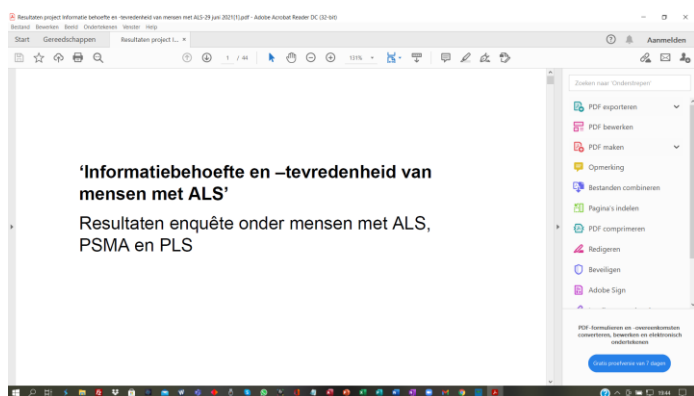 Resultaten project Informatie behoefte en -tevredenheid van mensen met ALS-29 juni 2021[1].pdf - Adobe Acrobat Reader DC (32-bit)
Bestand Bewerken Beeld Ondertekenen Venster Help
Start Gereedschappen Resultaten project I... × Aanmelden
1 / 44 131%
‘Informatiebehoefte en –tevredenheid van
mensen met ALS’
Resultaten enquête onder mensen met ALS,
PSMA en PLS
Zoeken naar 'Onderstrepen'
PDF exporteren
PDF bewerken
PDF maken
Opmerking
Bestanden combineren
Pagina's indelen
PDF comprimeren
Redigeren
Beveiligen
Adobe Sign
PDF-formulieren en -overeenkomsten
converteren, bewerken en elektronisch
ondertekenen
Gratis proefversie van 7 dagen
19:44